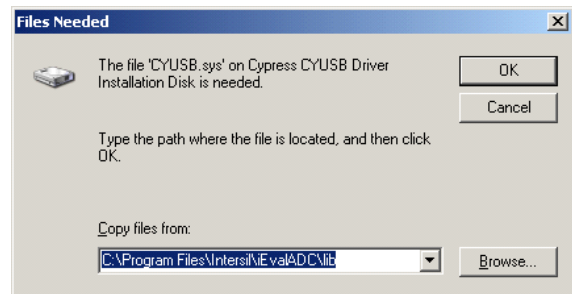 Files Needed
The file 'CYUSB.sys' on Cypress CYUSB Driver
Installation Disk is needed.
OK
Cancel
Type the path where the file is located, and then click
OK.
Copy files from:
C:\Program Files\Intersil\iEvalADC\lib
Browse...